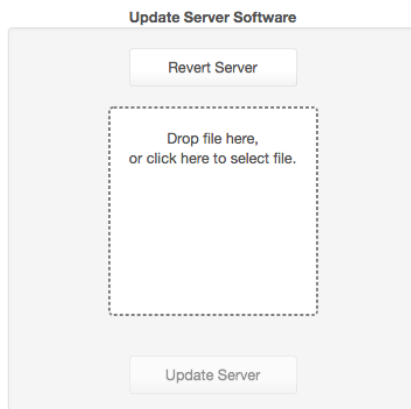 Update Server Software
Revert Server
Drop file here,
or click here to select file.
Update Server